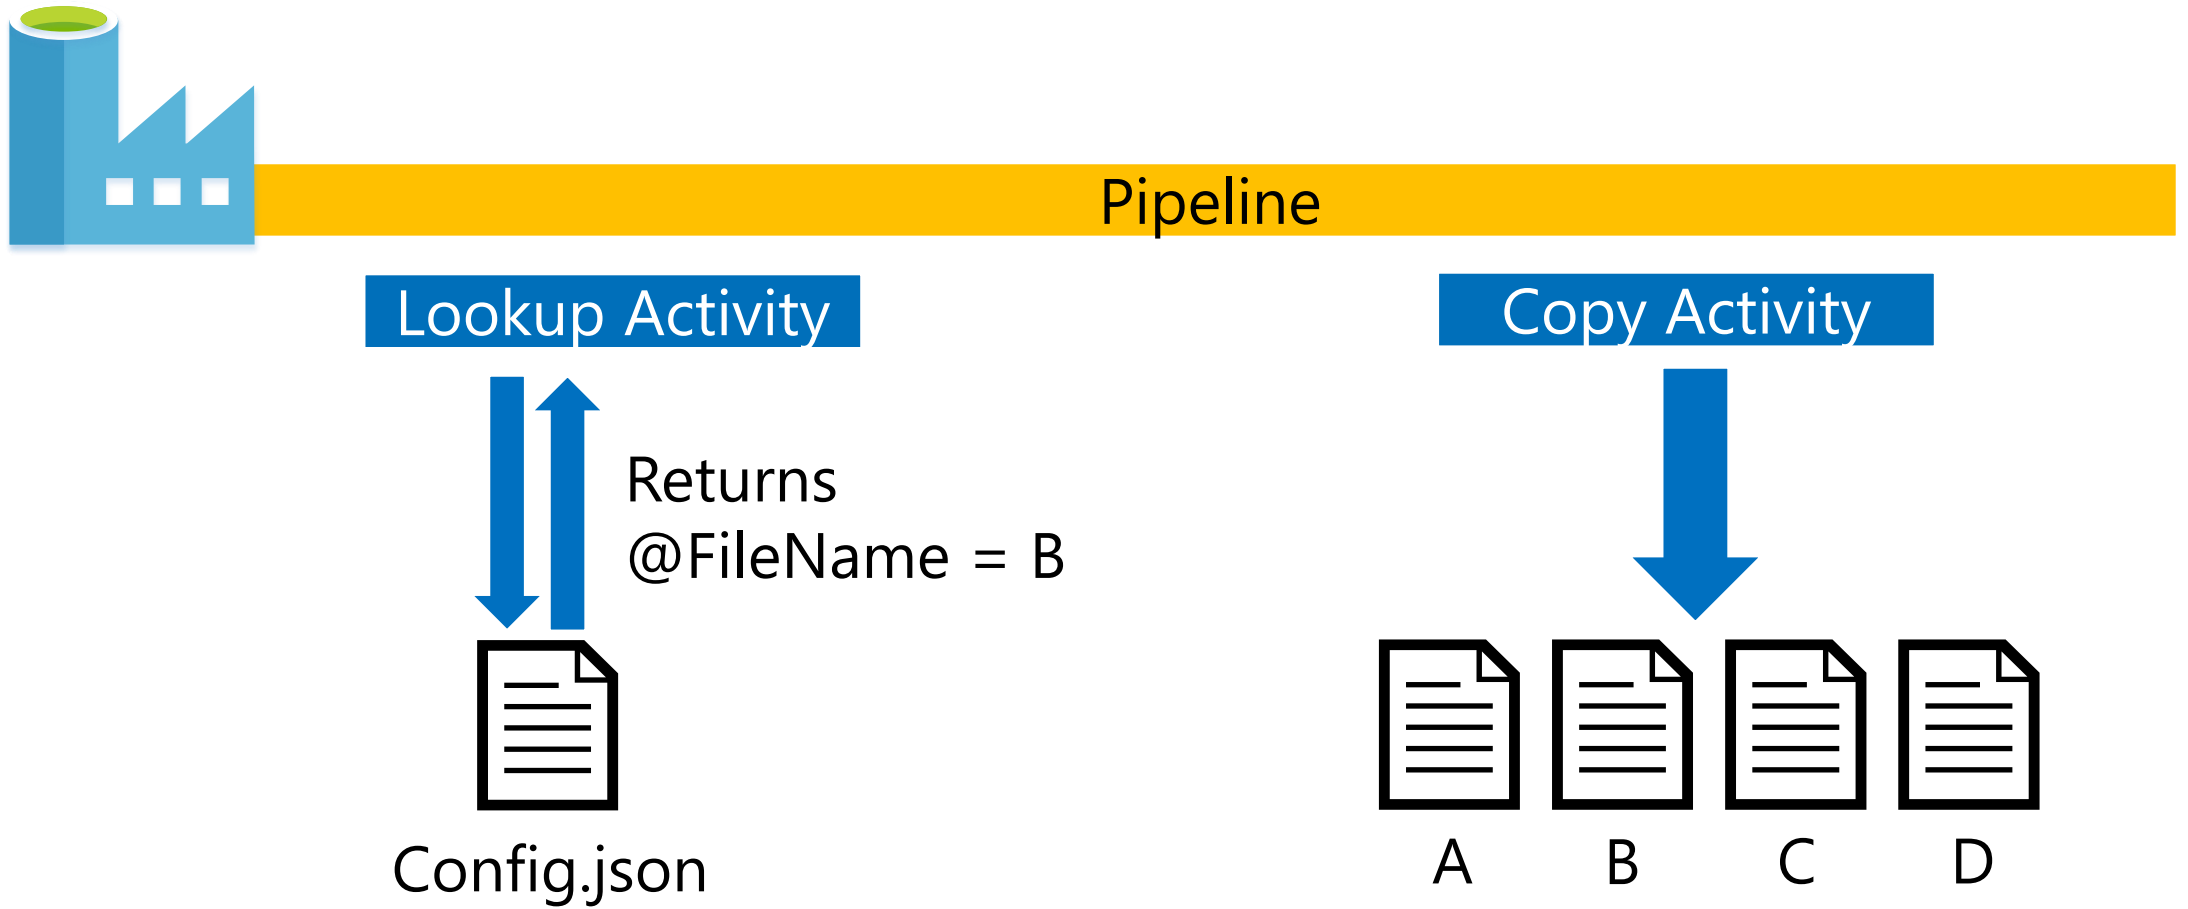 Pipeline
Lookup Activity
Copy Activity
Returns
@FileName = B
Config.json
A
B
C
D